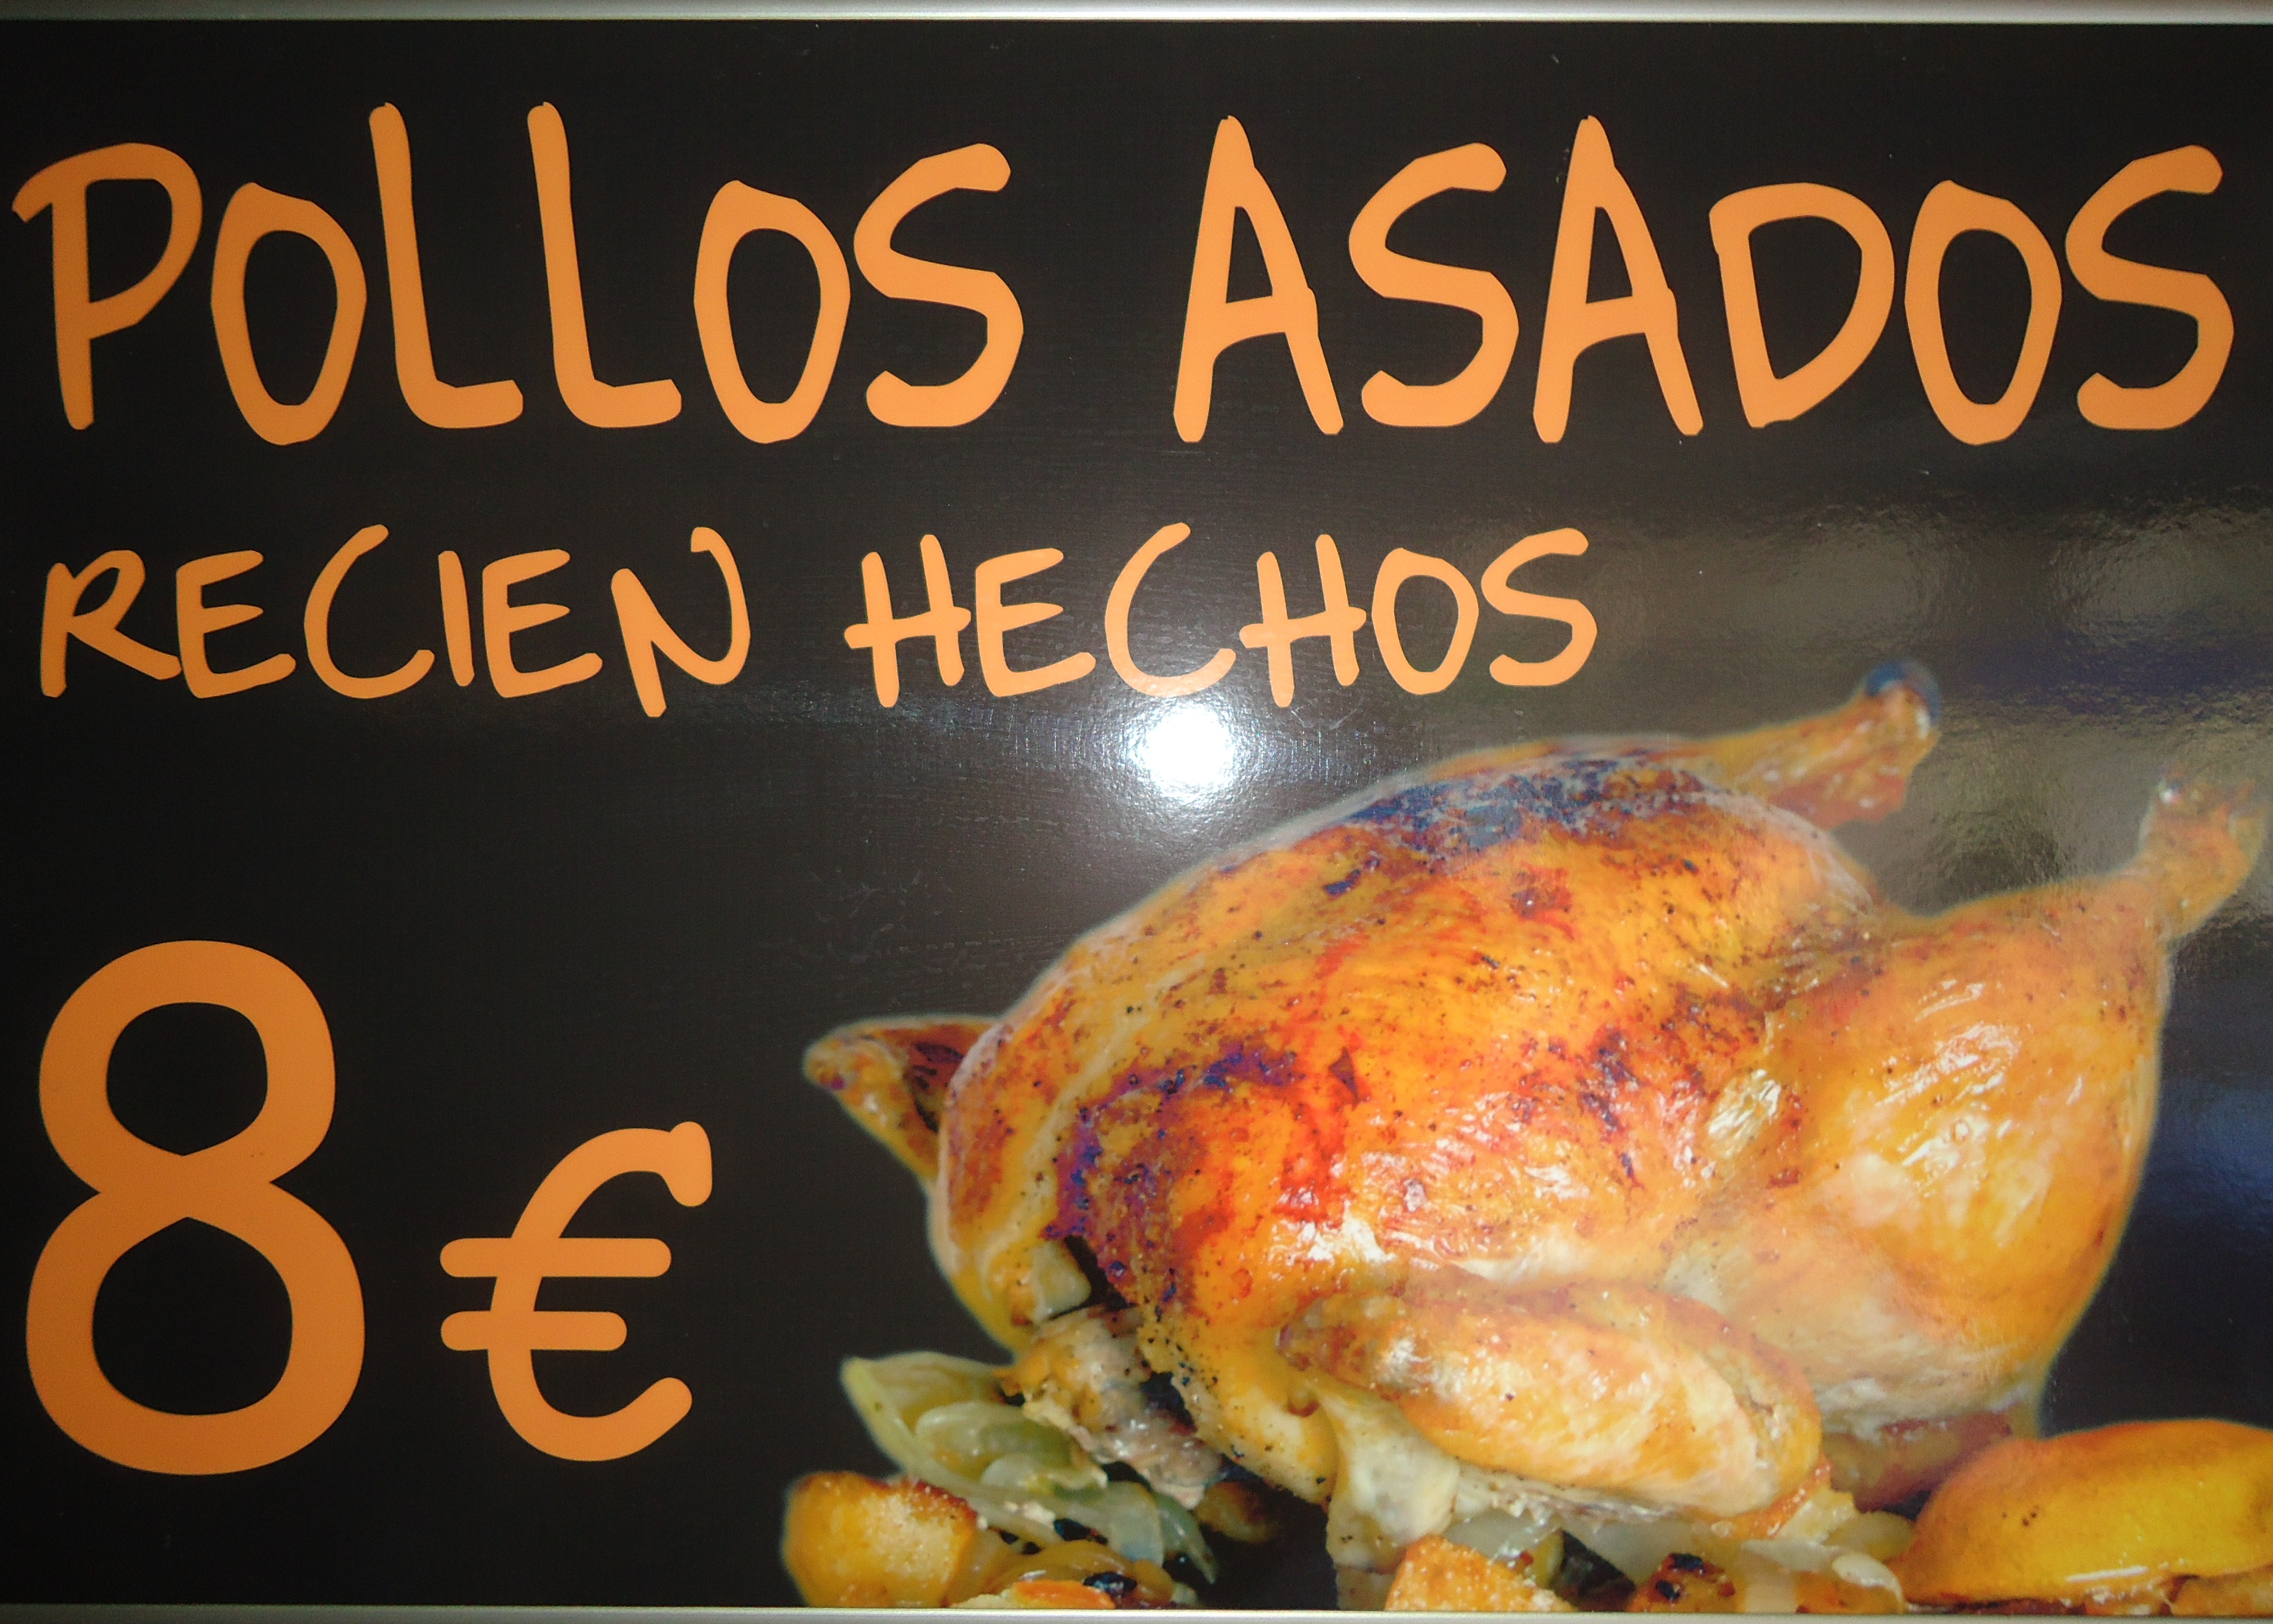 POLLOS ASADOS
RECIEN HECHOS
8€